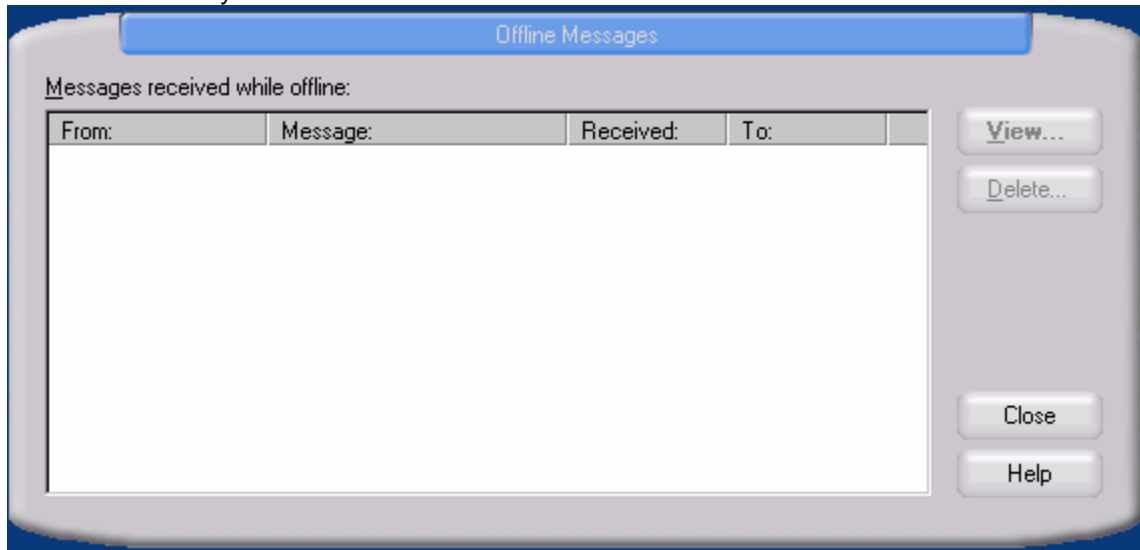 Offline Messages
Messages received while offline:
From: Message: Received: To:
View...
Delete...
Close
Help